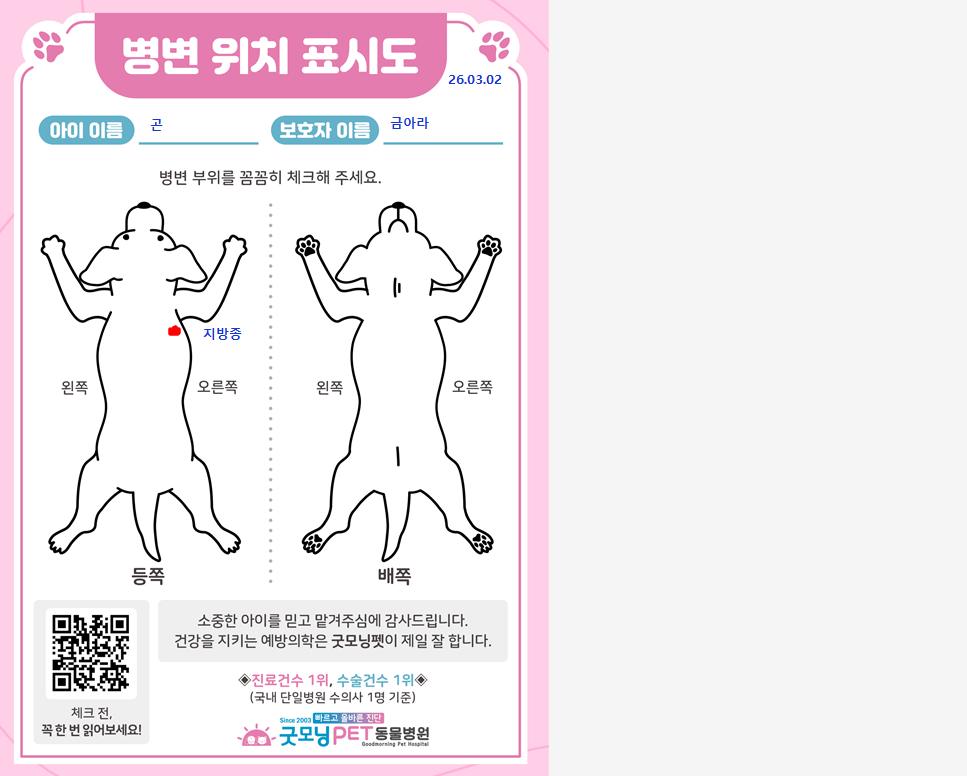 병변 위치 표시도
26.03.02
아이 이름 곤 보호자 이름 금아라
병변 부위를 꼼꼼히 체크해 주세요.
지방종
왼쪽 오른쪽 왼쪽 오른쪽
등쪽 배쪽
소중한 아이를 믿고 맡겨주심에 감사드립니다.
건강을 지키는 예방의학은 굿모닝펫이 제일 잘 합니다.
체크 전,
꼭 한 번 읽어보세요!
◈진료건수 1위, 수술건수 1위◈
(국내 단일병원 수의사 1명 기준)
Since 2003 빠르고 올바른 진단
굿모닝PET동물병원
Goodmorning Pet Hospital